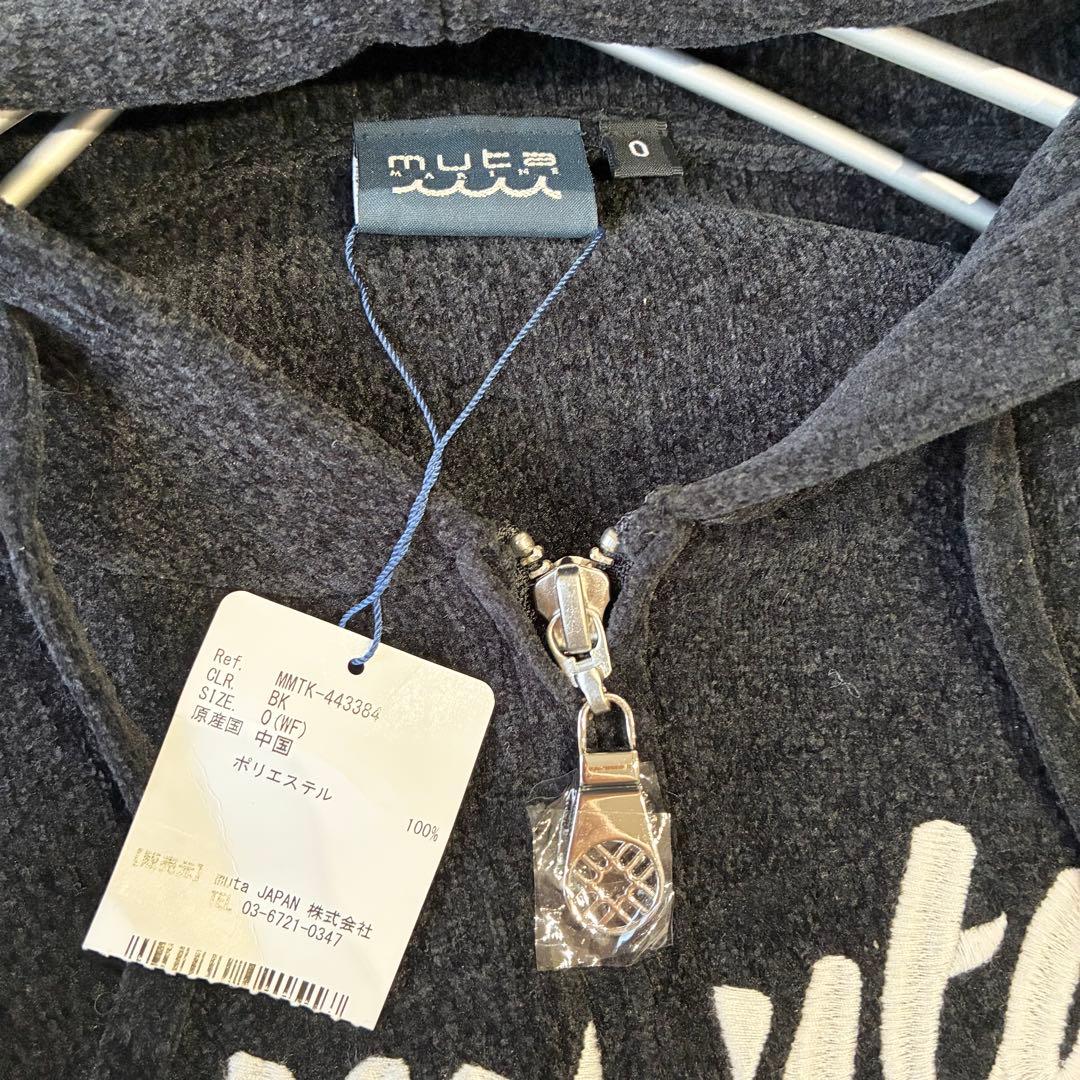 muta
MARINE
0
Ref. MMTK-443384
CLR. BK
SIZE. 0(WF)
原産国 中国
ポリエステル
100%
【販売元】 muta JAPAN 株式会社
TEL 03-6721-0347